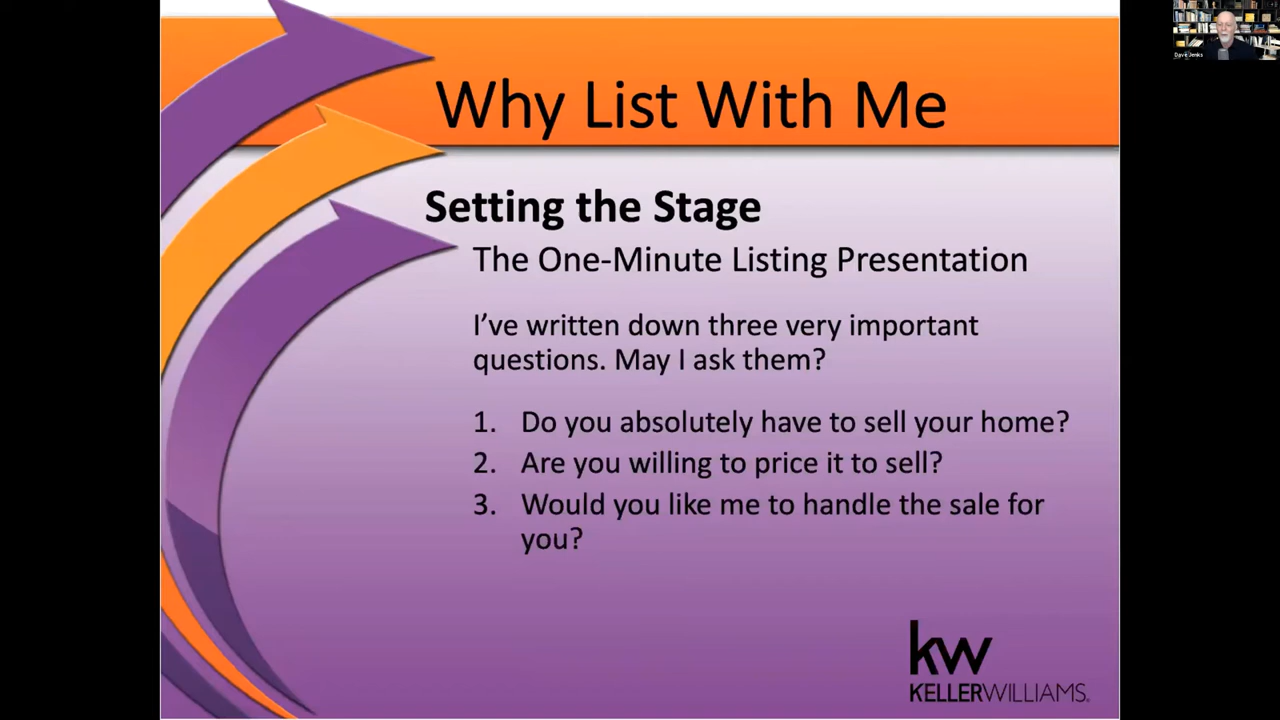 Why List With Me
Dave Jenks
Setting the Stage
The One-Minute Listing Presentation
I've written down three very important
questions. May I ask them?
1. Do you absolutely have to sell your home?
2. Are you willing to price it to sell?
3. Would you like me to handle the sale for
you?
kw
KELLERWILLIAMS.